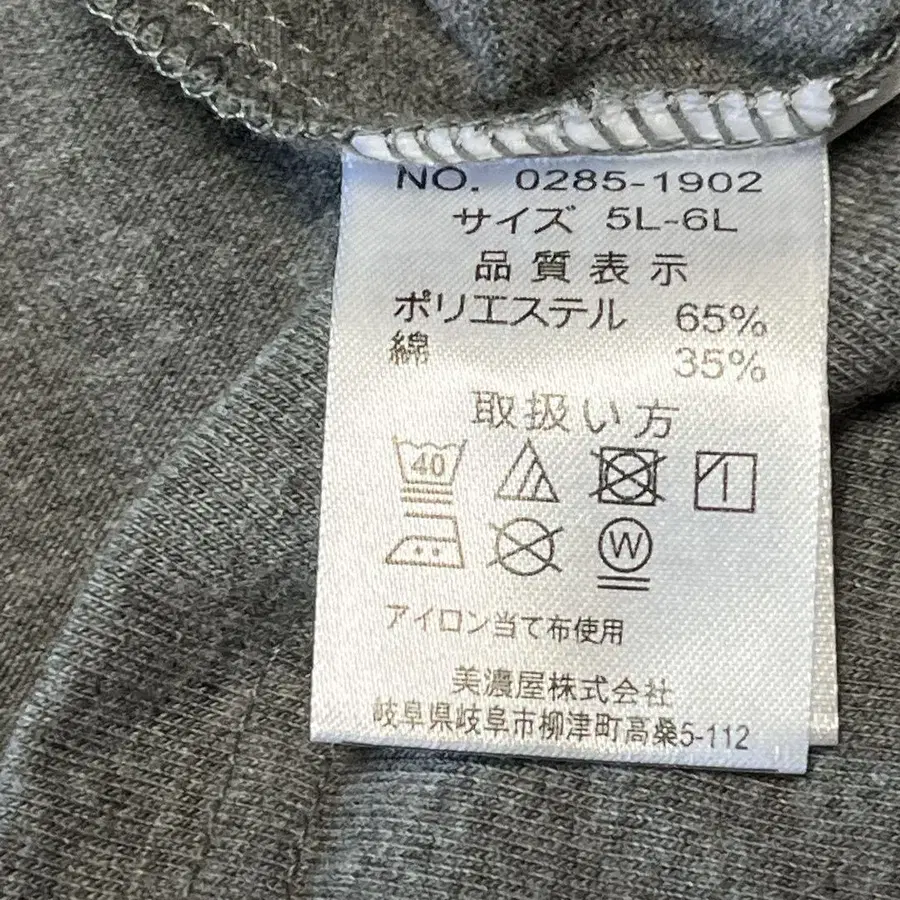 NO. 0285-1902
サイズ 5L-6L
品質表示
ポリエステル 65%
綿 35%
取扱い方
40
W
アイロン当て布使用
美濃屋株式会社
岐阜県岐阜市柳津町高桑5-112